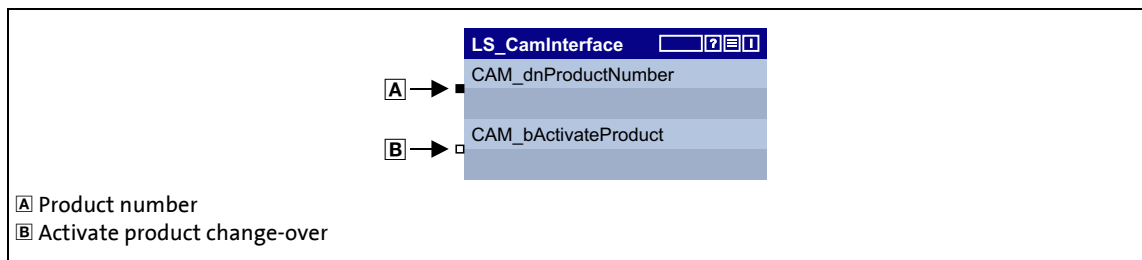 LS_CamInterface
CAM_dnProductNumber
A
CAM_bActivateProduct
B
A Product number
B Activate product change-over